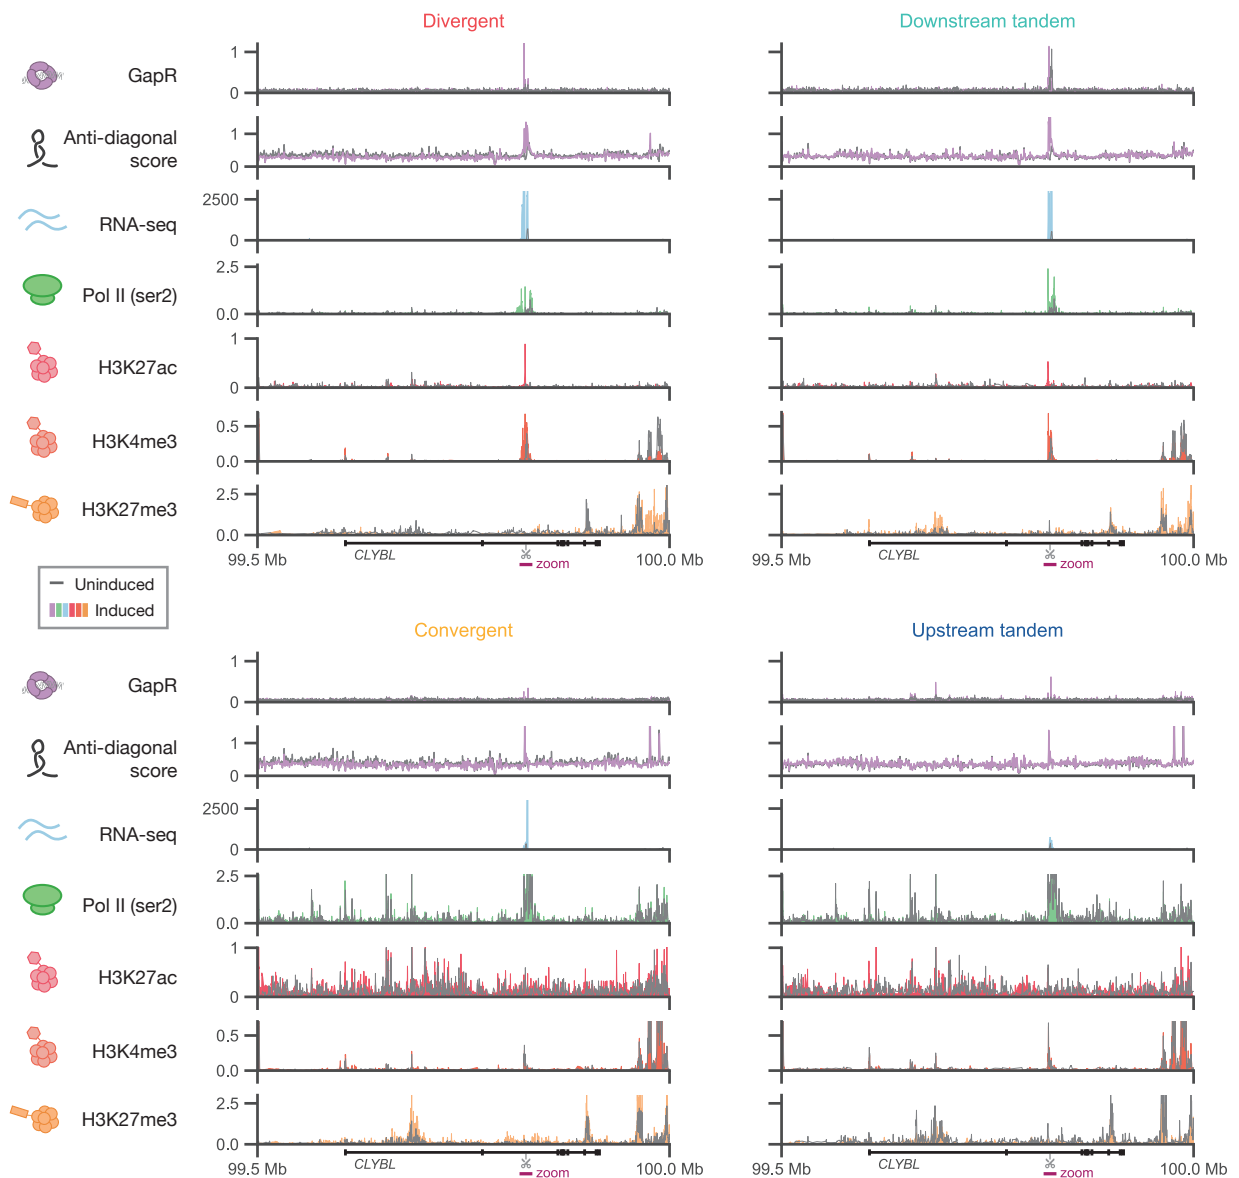 Divergent
Downstream tandem
GapR
1
0
Anti-diagonal
score
1
0
RNA-seq
2500
0
Pol II (ser2)
2.5
0.0
H3K27ac
1
0
H3K4me3
0.5
0.0
H3K27me3
2.5
0.0
CLYBL
CLYBL
99.5 Mb
zoom
100.0 Mb
99.5 Mb
zoom
100.0 Mb
Uninduced
Induced
Convergent
Upstream tandem
GapR
1
0
Anti-diagonal
score
1
0
RNA-seq
2500
0
Pol II (ser2)
2.5
0.0
H3K27ac
1
0
H3K4me3
0.5
0.0
H3K27me3
2.5
0.0
CLYBL
CLYBL
99.5 Mb
zoom
100.0 Mb
99.5 Mb
zoom
100.0 Mb